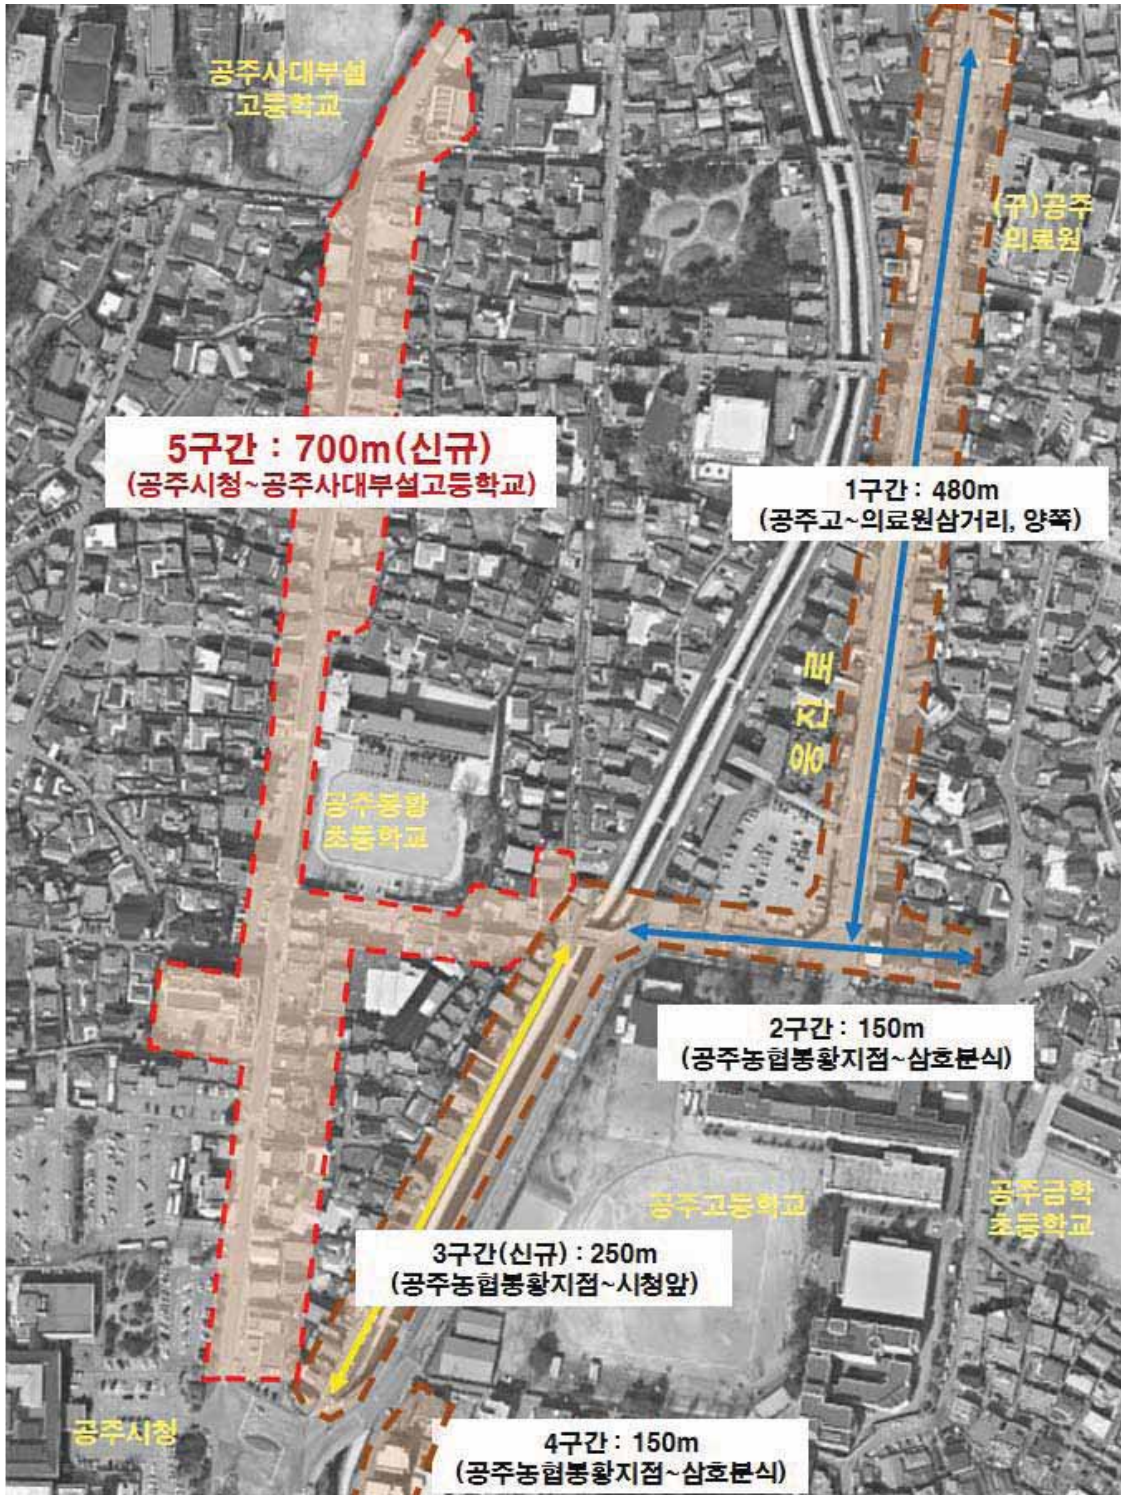 공주사대부설
고등학교
(구)공주
의료원
5구간 : 700m(신규)
(공주시청~공주사대부설고등학교)
1구간 : 480m
(공주고~의료원삼거리, 양쪽)
웅진로
공주봉황
초등학교
2구간 : 150m
(공주농협봉황지점~삼호분식)
공주고등학교
공주금학
초등학교
3구간(신규) : 250m
(공주농협봉황지점~시청앞)
공주시청
4구간 : 150m
(공주농협봉황지점~삼호분식)